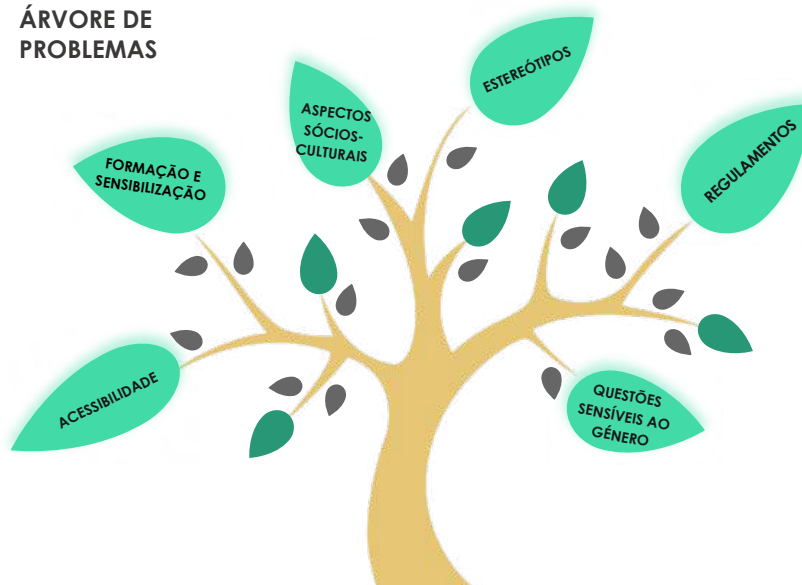 ÁRVORE DE
PROBLEMAS
ESTEREÓTIPOS
ASPECTOS
SÓCIOS-
CULTURAIS
REGULAMENTOS
FORMAÇÃO E
SENSIBILIZAÇÃO
ACESSIBILIDADE
QUESTÕES
SENSÍVEIS AO
GÉNERO